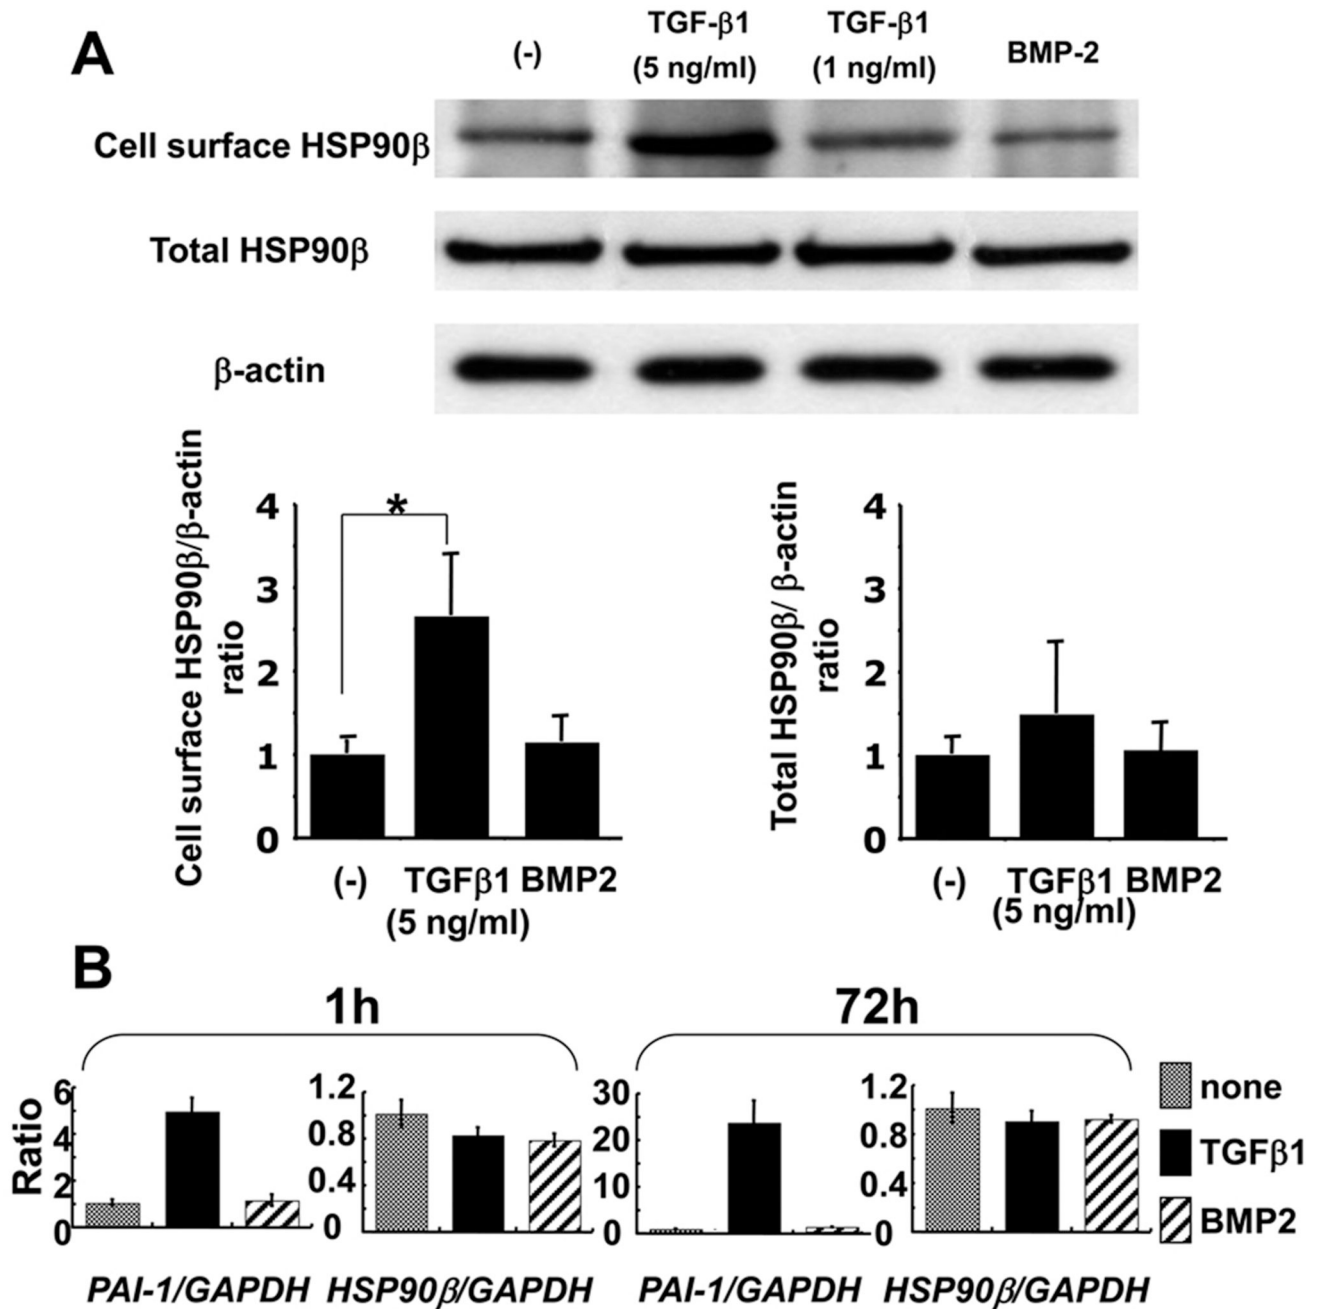 A
(-)
TGF-β1
(5 ng/ml)
TGF-β1
(1 ng/ml)
BMP-2
Cell surface HSP90β
Total HSP90β
β-actin
Cell surface HSP90β/β-actin
ratio
4
3
2
1
0
*
(-)
TGFβ1
BMP2
(5 ng/ml)
Total HSP90β/ β-actin
ratio
4
3
2
1
0
(-)
TGFβ1
BMP2
(5 ng/ml)
B
1h
72h
Ratio
6
4
2
0
1.2
0.8
0.4
0
30
20
10
0
1.2
0.8
0.4
0
none
TGFβ1
BMP2
PAI-1/GAPDH
HSP90β/GAPDH
PAI-1/GAPDH
HSP90β/GAPDH